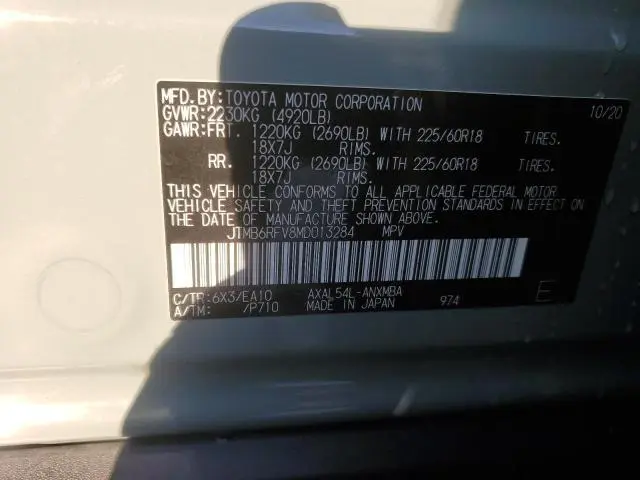 MFD.BY:TOYOTA MOTOR CORPORATION 10/20
GVWR:2230KG (4920LB)
GAWR:FRT. 1220KG (2690LB) WITH 225/60R18 TIRES.
18X7J RIMS.
RR. 1220KG (2690LB) WITH 225/60R18 TIRES.
18X7J RIMS.
THIS VEHICLE CONFORMS TO ALL APPLICABLE FEDERAL MOTOR
VEHICLE SAFETY AND THEFT PREVENTION STANDARDS IN EFFECT ON
THE DATE OF MANUFACTURE SHOWN ABOVE.
JTMB6RFV8MD013284 MPV
C/TR:6X3/EA10 AXAL54L-ANXMBA
A/TM: /P710 MADE IN JAPAN 974 E